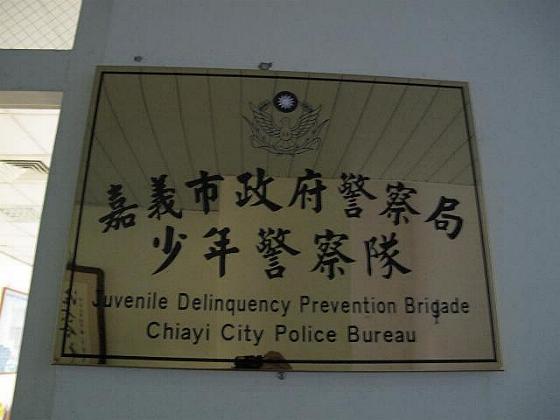 嘉義市政府警察局
少年警察隊
Juvenile Delinquency Prevention Brigade
Chiayi City Police Bureau